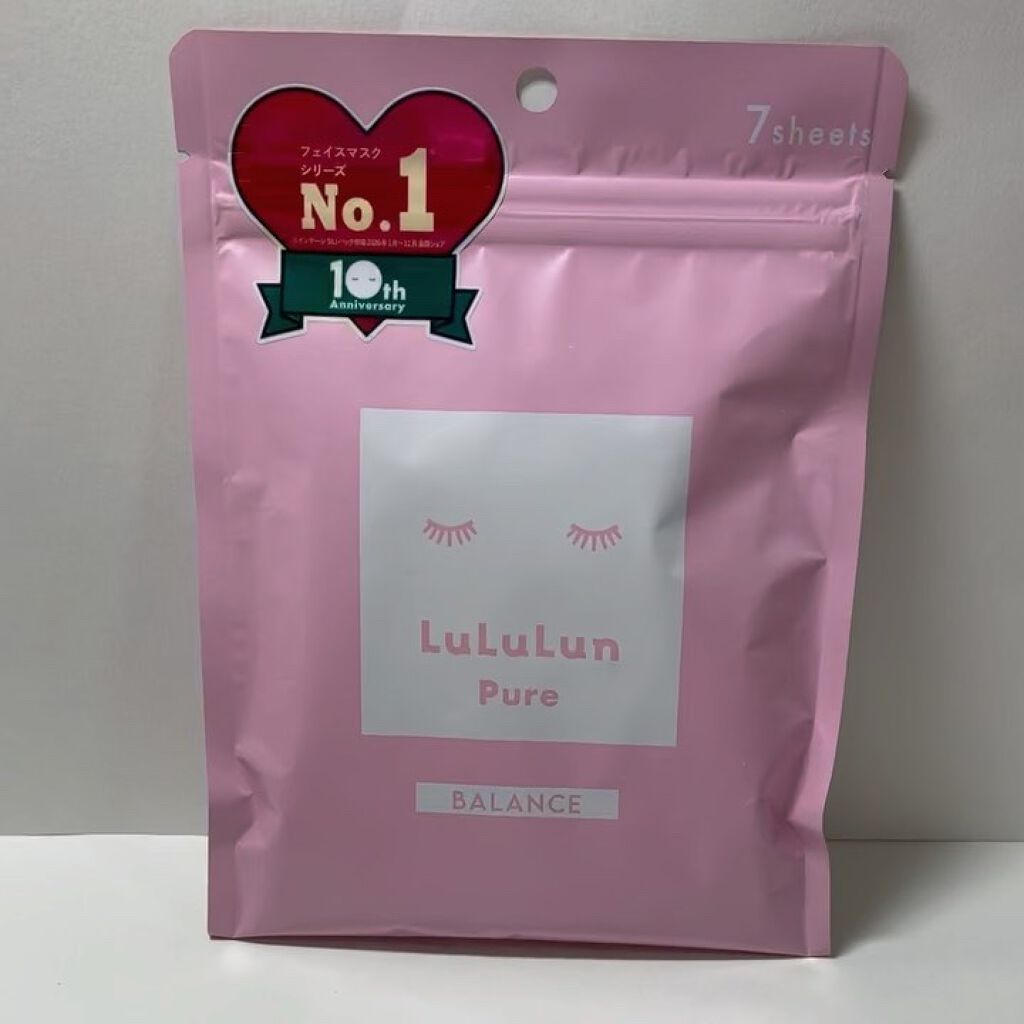 7sheets
フェイスマスク
シリーズ
No.1
10th
Anniversary
LuLuLun
Pure
BALANCE